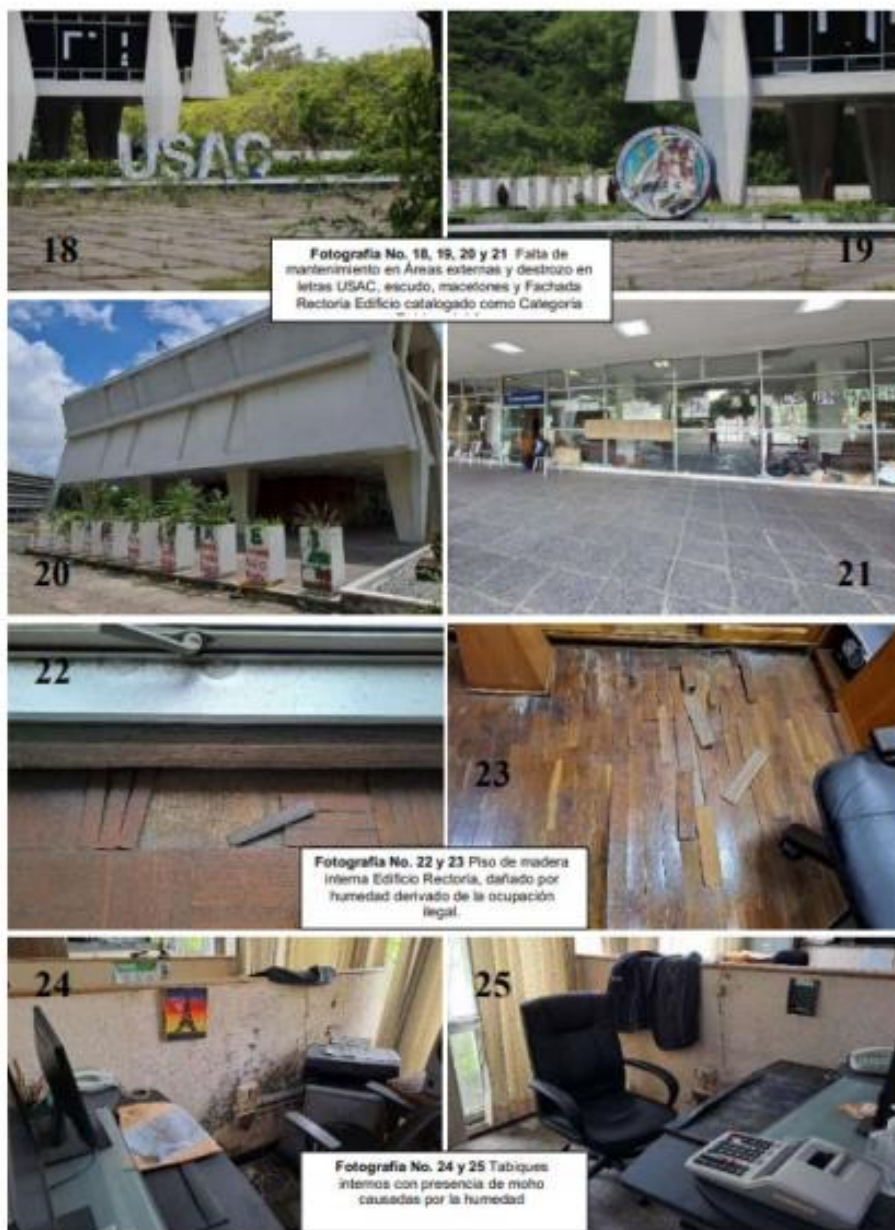 USAC
18
19
Fotografía No. 18, 19, 20 y 21 Falta de
mantenimiento en Áreas externas y destrozo en
letras USAC, escudo, macetones y Fachada
Rectoría Edificio catalogado como Categoría
20
21
22
23
Fotografía No. 22 y 23 Piso de madera
interna Edificio Rectoría, dañado por
humedad derivado de la ocupación
ilegal.
24
25
Fotografía No. 24 y 25 Tabiques
internos con presencia de moho
causadas por la humedad